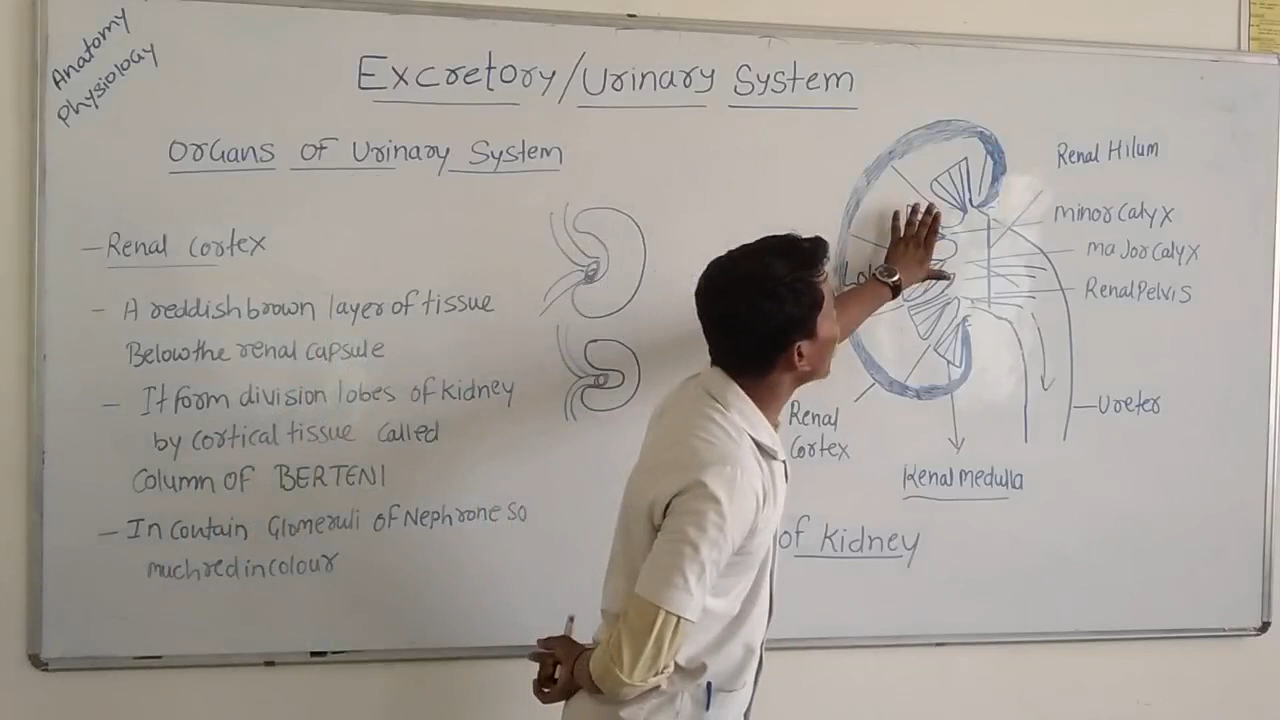 Anatomy
Physiology
Excretory/Urinary System
Organs of Urinary System
- Renal Cortex
- A reddish brown layer of tissue
Below the renal capsule
- It form division lobes of kidney
by cortical tissue called
Column of BERTENI
- In contain Glomeruli of Nephrone so
much red in colour
Renal Hilum
minor Calyx
major Calyx
Renal Pelvis
Ureter
Renal
Cortex
Renal medulla
of kidney